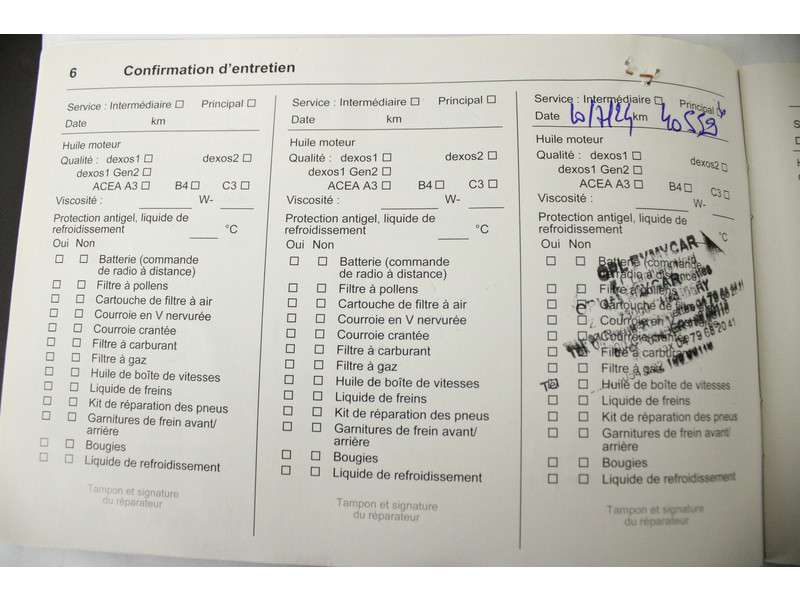 6 Confirmation d'entretien
Service : Intermédiaire ☐ Principal ☐
Date km
Huile moteur
Qualité : dexos1 ☐ dexos2 ☐
dexos1 Gen2 ☐
ACEA A3 ☐ B4 ☐ C3 ☐
Viscosité : W-
Protection antigel, liquide de
refroidissement °C
Oui Non
☐ ☐ Batterie (commande
de radio à distance)
☐ ☐ Filtre à pollens
☐ ☐ Cartouche de filtre à air
☐ ☐ Courroie en V nervurée
☐ ☐ Courroie crantée
☐ ☐ Filtre à carburant
☐ ☐ Filtre à gaz
☐ ☐ Huile de boîte de vitesses
☐ ☐ Liquide de freins
☐ ☐ Kit de réparation des pneus
☐ ☐ Garnitures de frein avant/
arrière
☐ ☐ Bougies
☐ ☐ Liquide de refroidissement
Tampon et signature
du réparateur
Service : Intermédiaire ☐ Principal ☐
Date km
Huile moteur
Qualité : dexos1 ☐ dexos2 ☐
dexos1 Gen2 ☐
ACEA A3 ☐ B4 ☐ C3 ☐
Viscosité : W-
Protection antigel, liquide de
refroidissement °C
Oui Non
☐ ☐ Batterie (commande
de radio à distance)
☐ ☐ Filtre à pollens
☐ ☐ Cartouche de filtre à air
☐ ☐ Courroie en V nervurée
☐ ☐ Courroie crantée
☐ ☐ Filtre à carburant
☐ ☐ Filtre à gaz
☐ ☐ Huile de boîte de vitesses
☐ ☐ Liquide de freins
☐ ☐ Kit de réparation des pneus
☐ ☐ Garnitures de frein avant/
arrière
☐ ☐ Bougies
☐ ☐ Liquide de refroidissement
Tampon et signature
du réparateur
Service : Intermédiaire ☐ Principal
Date km 40559
Huile moteur
Qualité : dexos1 ☐ dexos2 ☐
dexos1 Gen2 ☐
ACEA A3 ☐ B4 ☐ C3 ☐
Viscosité : W-
Protection antigel, liquide de
refroidissement °C
Oui Non
BYMYCAR
☐ ☐ Batterie (commande
de radio à distance)
☐ ☐ Filtre à pollens
Cartouche de filtre
Courroie en
Courroie crantée
79 68 20 41
Filtre à carburant
☐ Filtre à gaz
☐ Huile de boîte de vitesses
☐ ☐ Liquide de freins
☐ ☐ Kit de réparation des pneus
☐ ☐ Garnitures de frein avant/
arrière
☐ ☐ Bougies
☐ ☐ Liquide de refroidissement
Tampon et signature
du réparateur